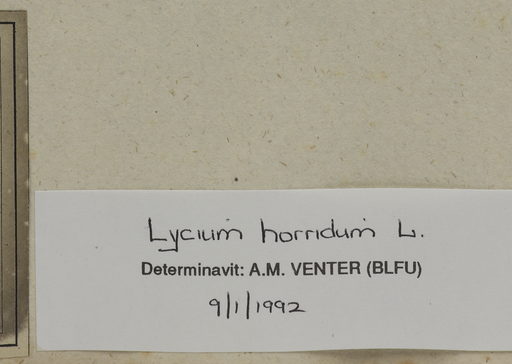 Lycium horridum L.
Determinavit: A.M. VENTER (BLFU)
9/1/1992